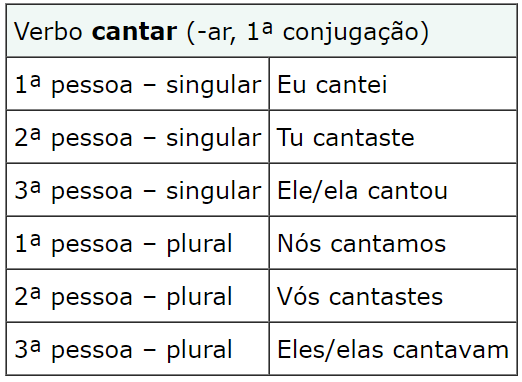 Verbo cantar (-ar, 1ª conjugação)
1ª pessoa – singular Eu cantei
2ª pessoa – singular Tu cantaste
3ª pessoa – singular Ele/ela cantou
1ª pessoa – plural Nós cantamos
2ª pessoa – plural Vós cantastes
3ª pessoa – plural Eles/elas cantavam